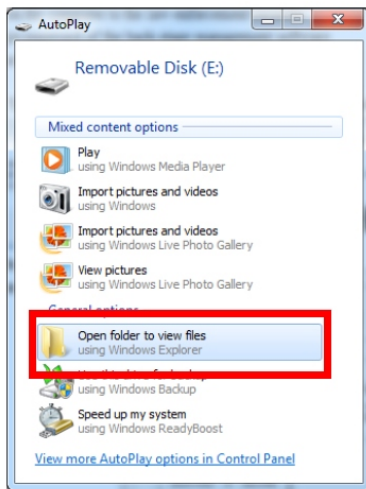 AutoPlay
Removable Disk (E:)
Mixed content options
Play
using Windows Media Player
Import pictures and videos
using Windows
Import pictures and videos
using Windows Live Photo Gallery
View pictures
using Windows Live Photo Gallery
General options
Open folder to view files
using Windows Explorer
using Windows Backup
Speed up my system
using Windows ReadyBoost
View more AutoPlay options in Control Panel